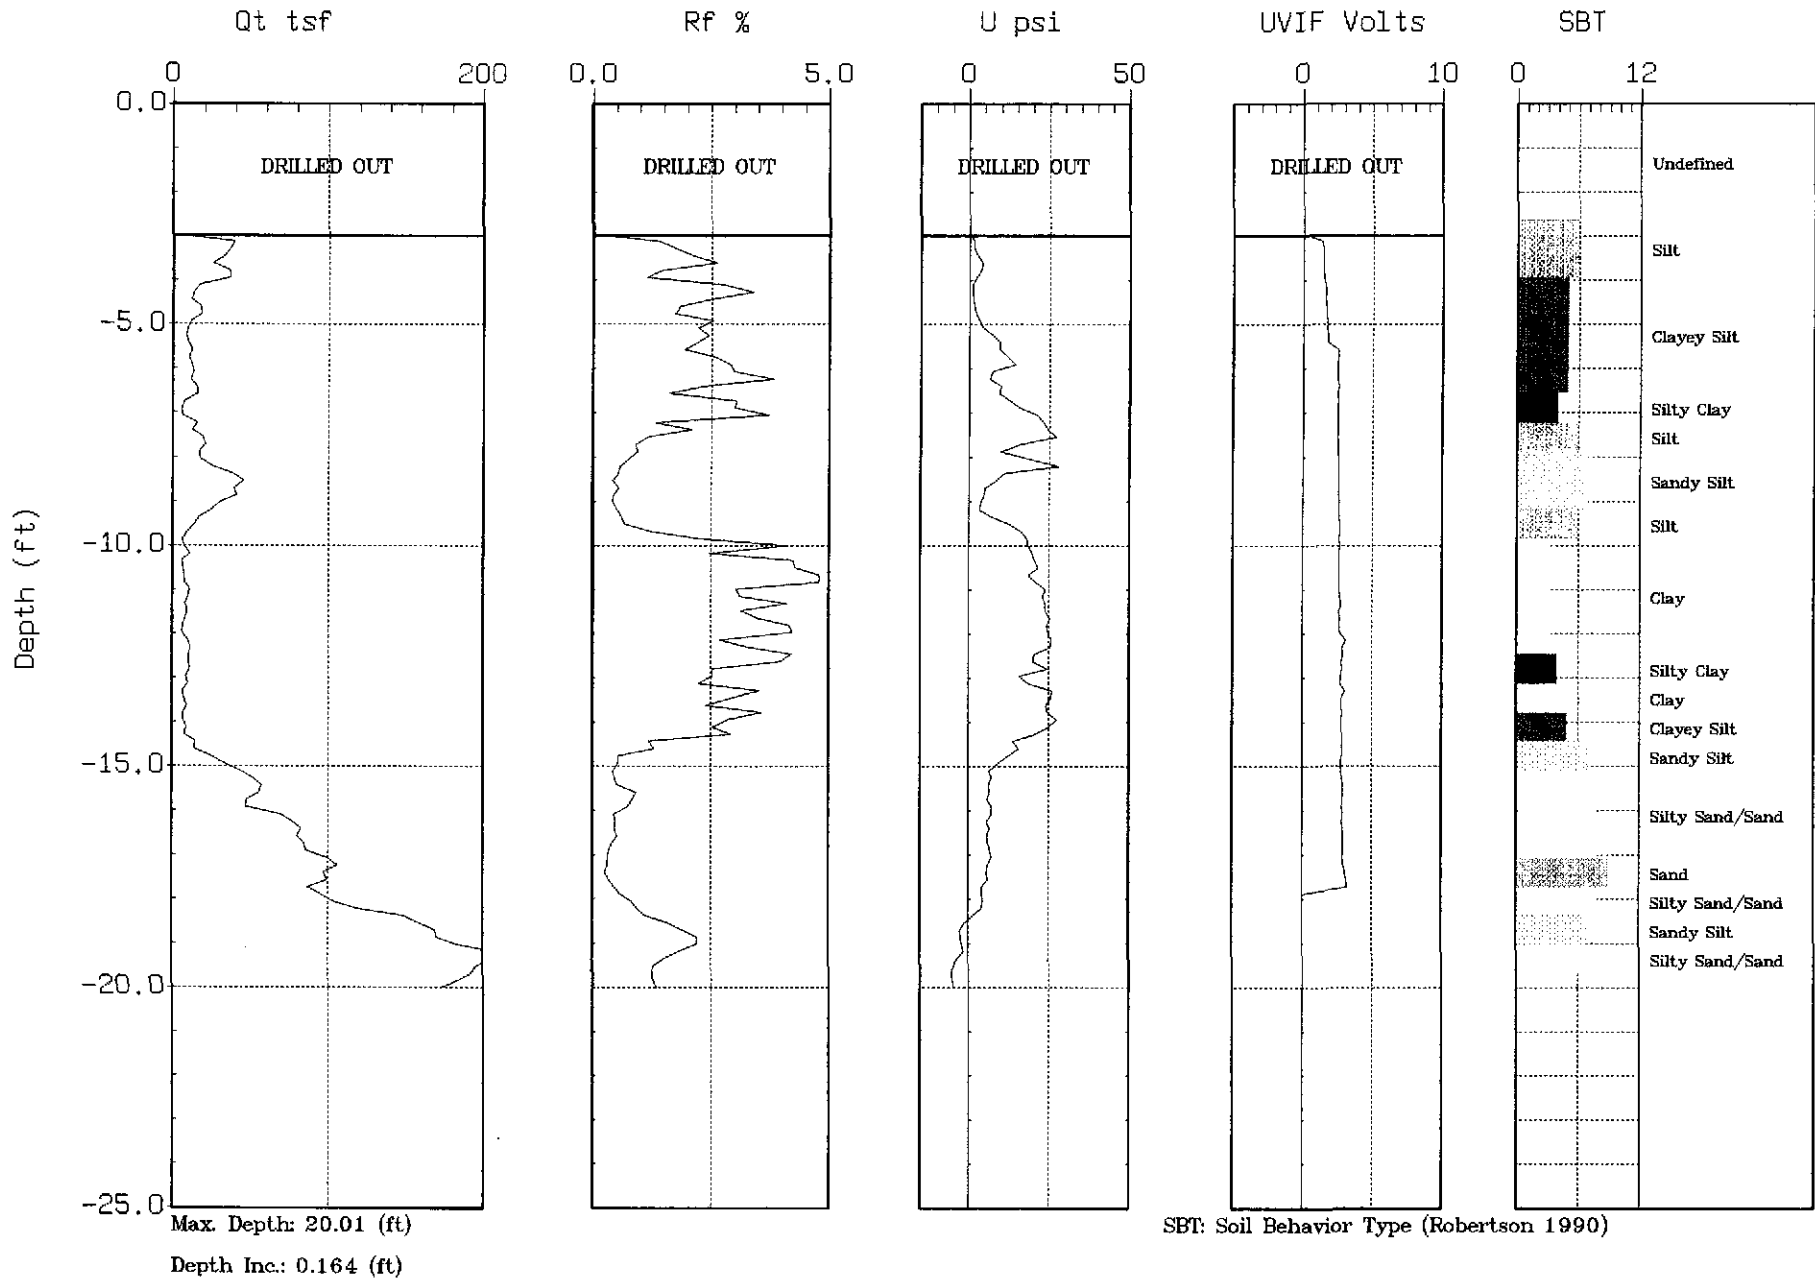 Qt tsf
Rf %
U psi
UVIF Volts
SBT
0
200
0.0
5.0
0
50
0
10
0
12
0.0
DRILLED OUT
DRILLED OUT
DRILLED OUT
DRILLED OUT
Undefined
Silt
-5.0
Clayey Silt
Silty Clay
Silt
Sandy Silt
Silt
-10.0
Depth (ft)
Clay
Silty Clay
Clay
Clayey Silt
Sandy Silt
-15.0
Silty Sand/Sand
Sand
Silty Sand/Sand
Sandy Silt
Silty Sand/Sand
-20.0
-25.0
Max. Depth: 20.01 (ft)
SBT: Soil Behavior Type (Robertson 1990)
Depth Inc.: 0.164 (ft)